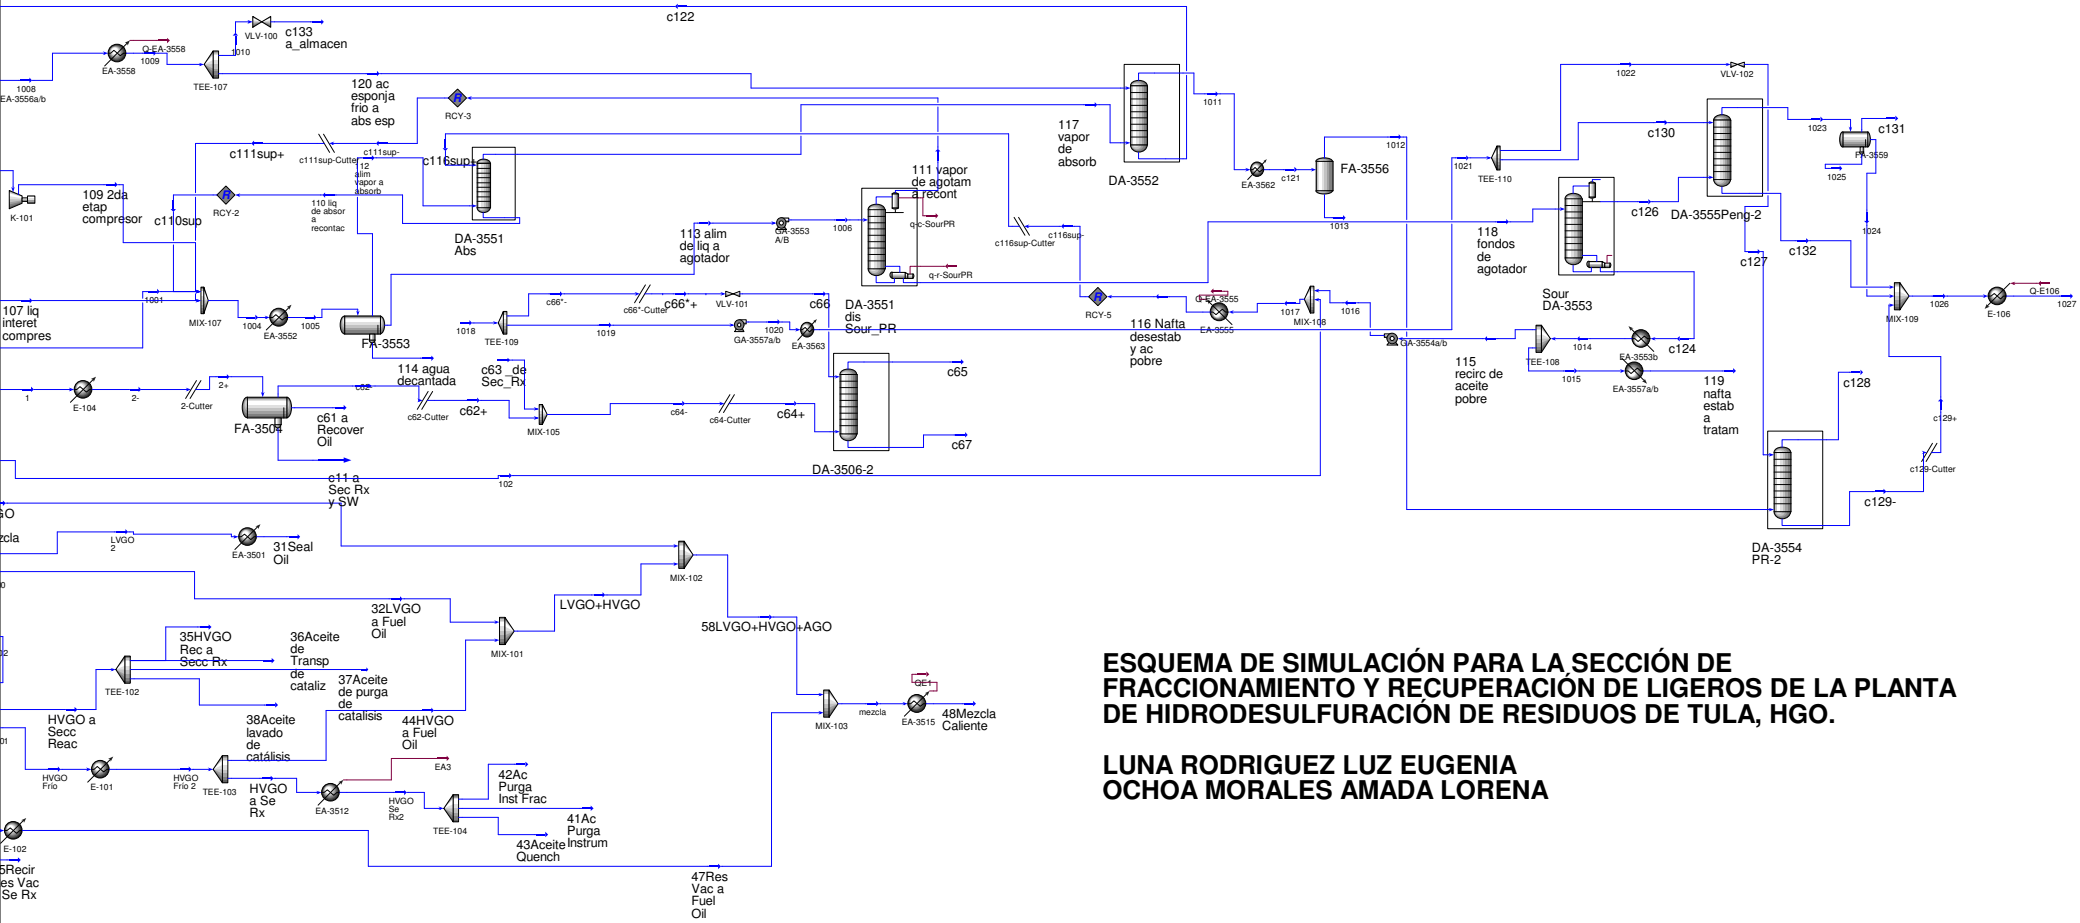 c122
VLV-100
c133
a_almacen
Q-EA-3558
1009
1010
EA-3558
TEE-107
1008
EA-3556a/b
120 ac
esponja
frio a
abs esp
RCY-3
c111sup+
c111sup-Cutter
c111sup-
c116sup+
12
alim
vapor a
absorb
K-101
109 2da
etap
compresor
c110sup
RCY-2
110 liq
de absor
a
recontac
DA-3551
Abs
111 vapor
de agotam
a recont
q-c-SourPR
q-r-SourPR
113 alim
de liq a
agotador
GA-3553
A/B
1006
DA-3551
dis
Sour_PR
117
vapor
de
absorb
DA-3552
1011
EA-3562
c121
FA-3556
1012
1013
c116sup-Cutter
c116sup-
RCY-5
116 Nafta
desestab
y ac
pobre
Q-EA-3555
EA-3555
1017
MIX-108
1016
GA-3554a/b
118
fondos
de
agotador
Sour
DA-3553
1021
TEE-110
1022
VLV-102
c130
c126
DA-3555Peng-2
1023
c131
FA-3559
1025
1024
c127
c132
MIX-109
1026
Q-E106
E-106
1027
115
recirc de
aceite
pobre
TEE-108
1014
1015
EA-3553b
c124
EA-3557a/b
119
nafta
estab
a
tratam
c128
c129+
c129-Cutter
c129-
DA-3554
PR-2
107 liq
interet
compres
1001
MIX-107
1004
EA-3552
1005
FA-3553
114 agua
decantada
1018
TEE-109
c66*-
c66*-Cutter
c66*+
VLV-101
c66
1019
GA-3557a/b
1020
EA-3563
c63 _de
Sec_Rx
1
E-104
2-
2-Cutter
2+
FA-3504
c61 a
Recover
Oil
c62-
c62-Cutter
c62+
MIX-105
c64-
c64-Cutter
c64+
c65
c67
DA-3506-2
c11 a
Sec Rx
y SW
102
LVGO
2
EA-3501
31Seal
Oil
MIX-102
32LVGO
a Fuel
Oil
LVGO+HVGO
MIX-101
58LVGO+HVGO+AGO
35HVGO
Rec a
Secc Rx
36Aceite
de
Transp
de
cataliz
37Aceite
de purga
de
catalisis
TEE-102
38Aceite
lavado
de
catálisis
44HVGO
a Fuel
Oil
HVGO a
Secc
Reac
HVGO
Frio
E-101
HVGO
Frio 2
TEE-103
HVGO
a Se
Rx
EA3
EA-3512
HVGO
Se
Rx2
TEE-104
42Ac
Purga
Inst Frac
41Ac
Purga
Instrum
43Aceite
Quench
MIX-103
mezcla
QE1
EA-3515
48Mezcla
Caliente
E-102
5Recir
es Vac
Se Rx
47Res
Vac a
Fuel
Oil
ESQUEMA DE SIMULACIÓN PARA LA SECCIÓN DE
FRACCIONAMIENTO Y RECUPERACIÓN DE LIGEROS DE LA PLANTA
DE HIDRODESULFURACIÓN DE RESIDUOS DE TULA, HGO.
LUNA RODRIGUEZ LUZ EUGENIA
OCHOA MORALES AMADA LORENA